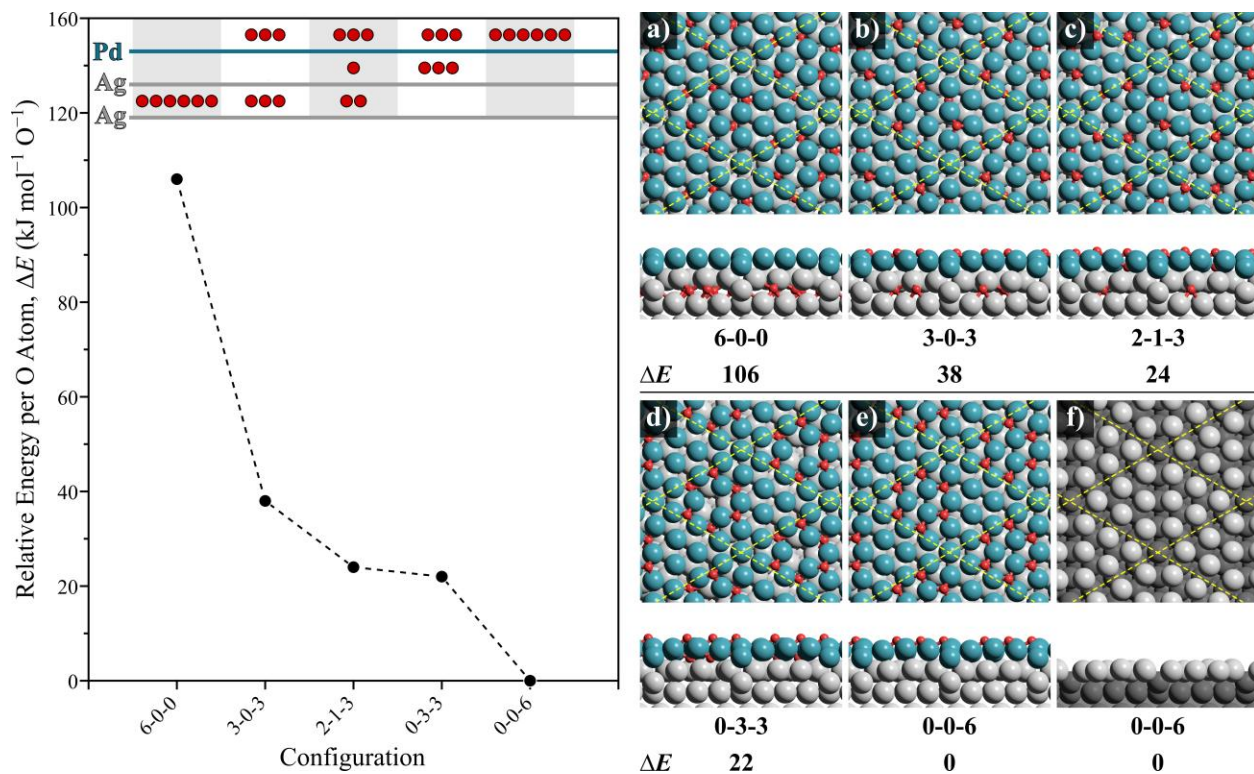 160
140
120
100
80
60
40
20
0
Relative Energy per O Atom, ΔE (kJ mol⁻¹ O⁻¹)
Pd
Ag
Ag
6-0-0
3-0-3
2-1-3
0-3-3
0-0-6
Configuration
a)
b)
c)
6-0-0 3-0-3 2-1-3
ΔE 106 38 24
d)
e)
f)
0-3-3 0-0-6 0-0-6
ΔE 22 0 0